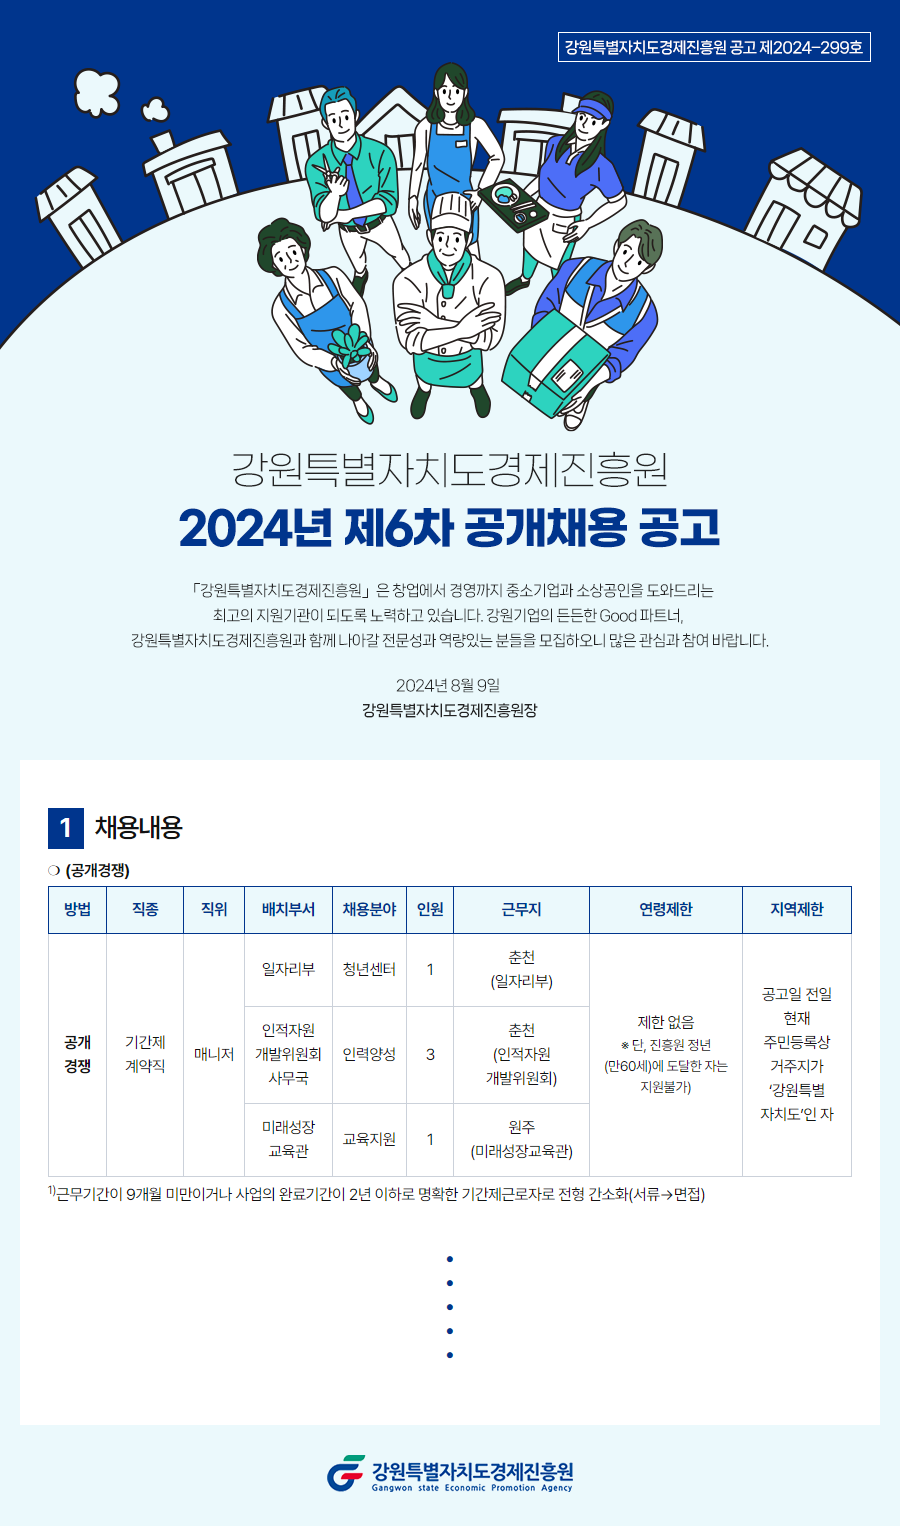 강원특별자치도경제진흥원 공고 제2024-299호
강원특별자치도경제진흥원
2024년 제6차 공개채용 공고
「강원특별자치도경제진흥원」은 창업에서 경영까지 중소기업과 소상공인을 도와드리는
최고의 지원기관이 되도록 노력하고 있습니다. 강원기업의 든든한 Good 파트너,
강원특별자치도경제진흥원과 함께 나아갈 전문성과 역량있는 분들을 모집하오니 많은 관심과 참여 바랍니다.
2024년 8월 9일
강원특별자치도경제진흥원장
1 채용내용
❍ (공개경쟁)
방법 직종 직위 배치부서 채용분야 인원 근무지 연령제한 지역제한
공개
경쟁
기간제
계약직
매니저
일자리부 청년센터 1
춘천
(일자리부)
인적자원
개발위원회
사무국
인력양성 3
춘천
(인적자원
개발위원회)
미래성장
교육관
교육지원 1
원주
(미래성장교육관)
제한 없음
※ 단, 진흥원 정년
(만60세)에 도달한 자는
지원불가)
공고일 전일
현재
주민등록상
거주지가
‘강원특별
자치도’인 자
1)근무기간이 9개월 미만이거나 사업의 완료기간이 2년 이하로 명확한 기간제근로자로 전형 간소화(서류→면접)
강원특별자치도경제진흥원
Gangwon state Economic Promotion Agency